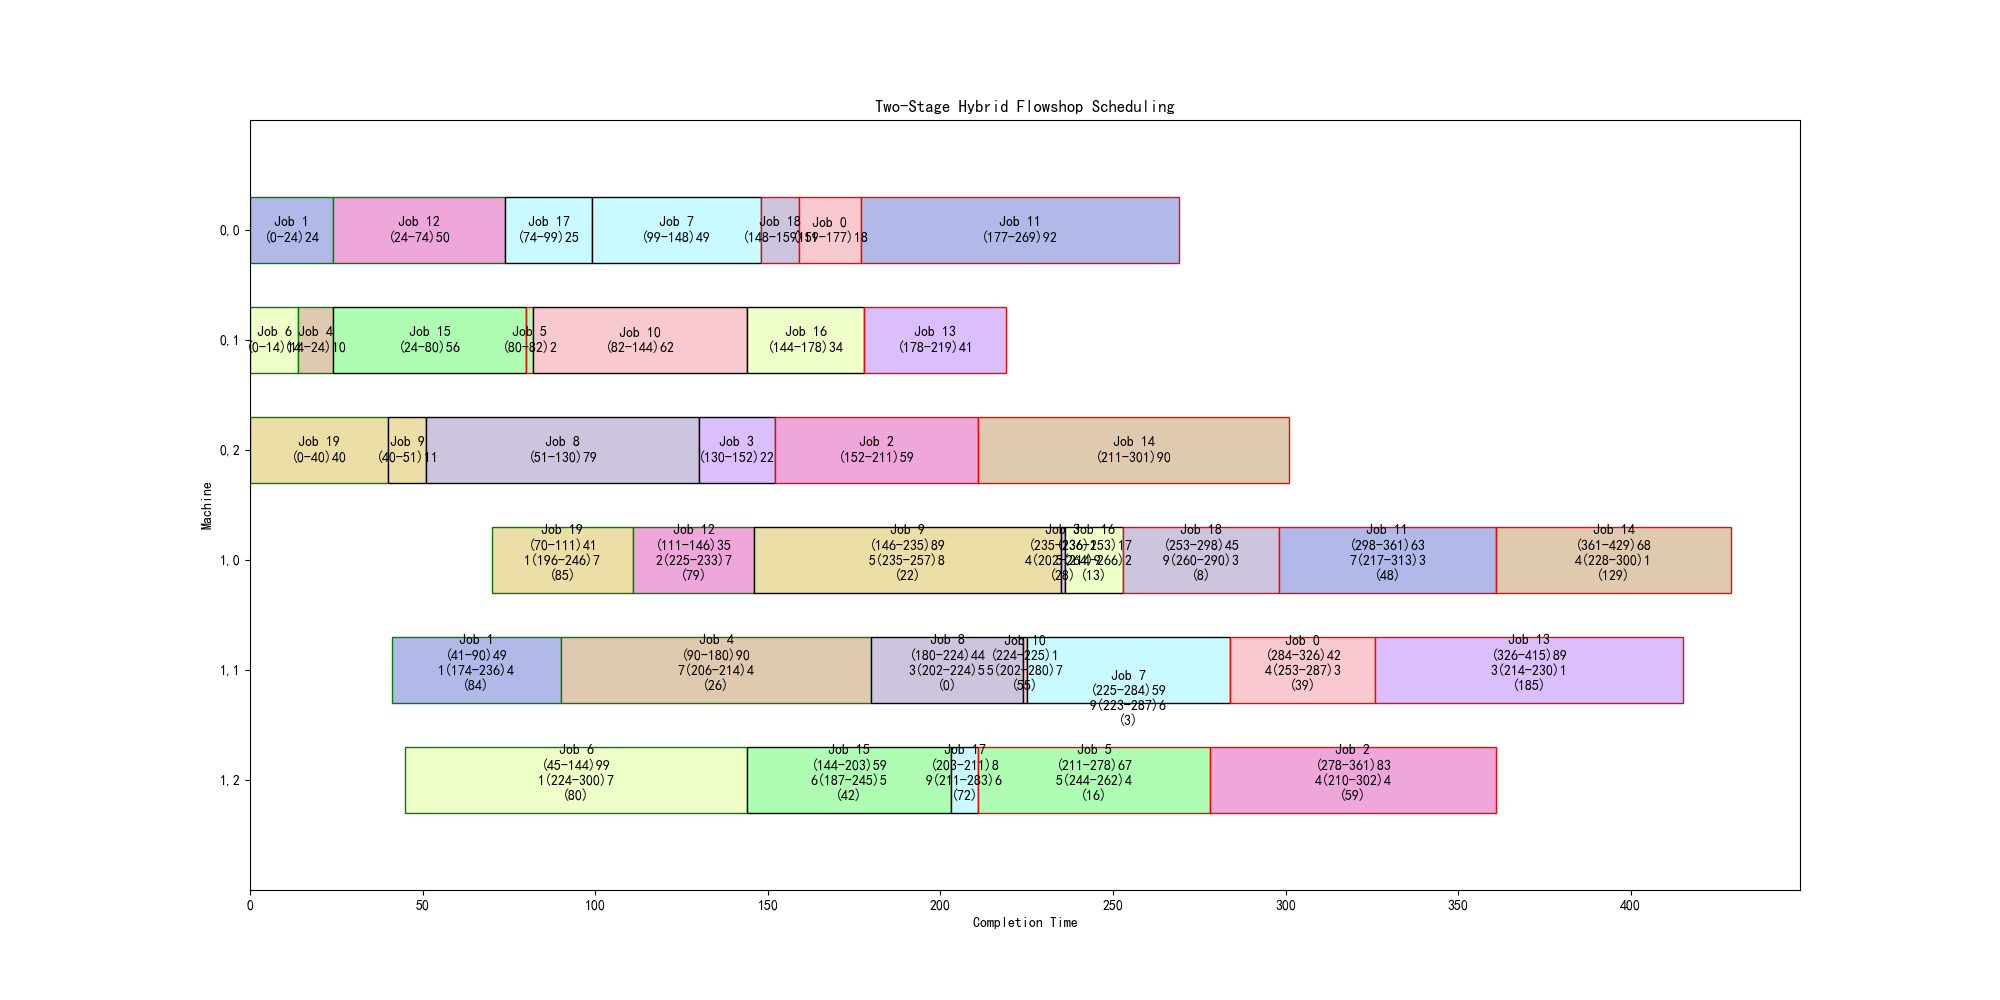 Two-Stage Hybrid Flowshop Scheduling
0,0
Job 1
(0-24)24
Job 12
(24-74)50
Job 17
(74-99)25
Job 7
(99-148)49
Job 18
(148-159)11
Job 0
(159-177)18
Job 11
(177-269)92
0,1
Job 6
(0-14)14
Job 4
(14-24)10
Job 15
(24-80)56
Job 5
(80-82)2
Job 10
(82-144)62
Job 16
(144-178)34
Job 13
(178-219)41
0,2
Job 19
(0-40)40
Job 9
(40-51)11
Job 8
(51-130)79
Job 3
(130-152)22
Job 2
(152-211)59
Job 14
(211-301)90
Machine
1,0
Job 19
(70-111)41
1(196-246)7
(85)
Job 12
(111-146)35
2(225-233)7
(79)
Job 9
(146-235)89
5(235-257)8
(22)
Job 3
(235-236)1
(28)
Job 16
(236-253)17
(13)
Job 18
(253-298)45
9(260-290)3
(8)
Job 11
(298-361)63
7(217-313)3
(48)
Job 14
(361-429)68
4(228-300)1
(129)
1,1
Job 1
(41-90)49
1(174-236)4
(84)
Job 4
(90-180)90
7(206-214)4
(26)
Job 8
(180-224)44
3(202-224)5
(0)
Job 10
(224-225)1
5(202-280)7
(55)
Job 7
(225-284)59
9(223-287)6
(3)
Job 0
(284-326)42
4(253-287)3
(39)
Job 13
(326-415)89
3(214-230)1
(185)
1,2
Job 6
(45-144)99
1(224-300)7
(80)
Job 15
(144-203)59
6(187-245)5
(42)
Job 17
(203-211)8
9(211-283)6
(72)
Job 5
(211-278)67
5(244-262)4
(16)
Job 2
(278-361)83
4(210-302)4
(59)
0
50
100
150
200
250
300
350
400
Completion Time